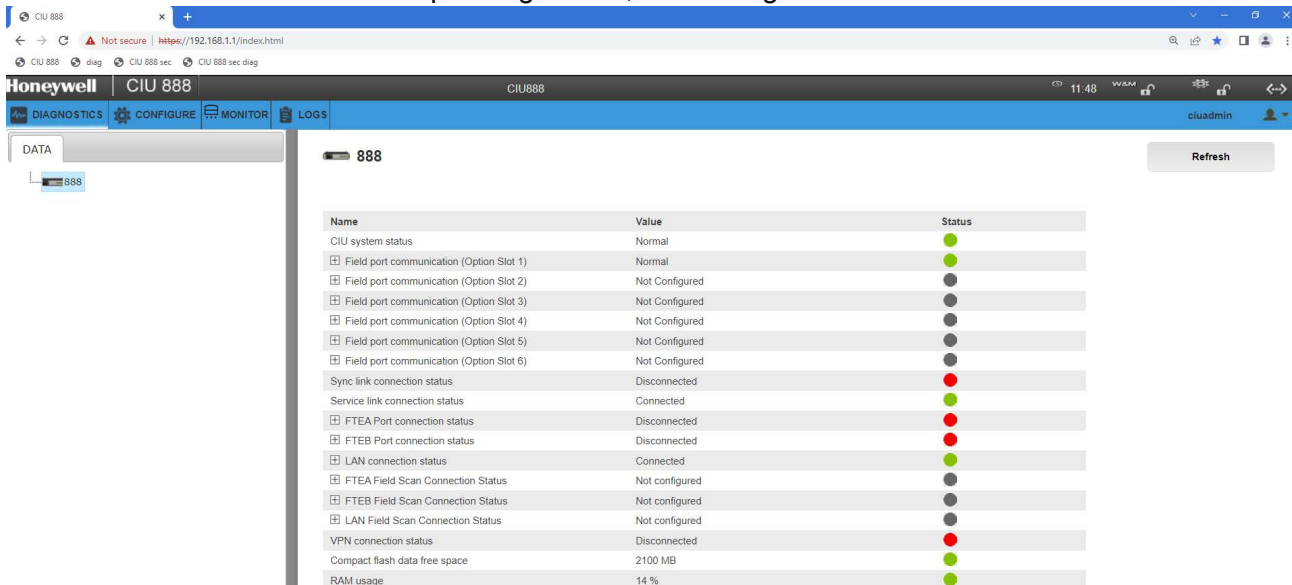 CIU 888
Not secure | https://192.168.1.1/index.html
CIU 888 diag CIU 888 sec CIU 888 sec diag
Honeywell CIU 888 CIU888 11:48 W&M
DIAGNOSTICS CONFIGURE MONITOR LOGS ciuadmin
DATA
888 Refresh
888
Name Value Status
CIU system status Normal
Field port communication (Option Slot 1) Normal
Field port communication (Option Slot 2) Not Configured
Field port communication (Option Slot 3) Not Configured
Field port communication (Option Slot 4) Not Configured
Field port communication (Option Slot 5) Not Configured
Field port communication (Option Slot 6) Not Configured
Sync link connection status Disconnected
Service link connection status Connected
FTEA Port connection status Disconnected
FTEB Port connection status Disconnected
LAN connection status Connected
FTEA Field Scan Connection Status Not configured
FTEB Field Scan Connection Status Not configured
LAN Field Scan Connection Status Not configured
VPN connection status Disconnected
Compact flash data free space 2100 MB
RAM usage 14 %